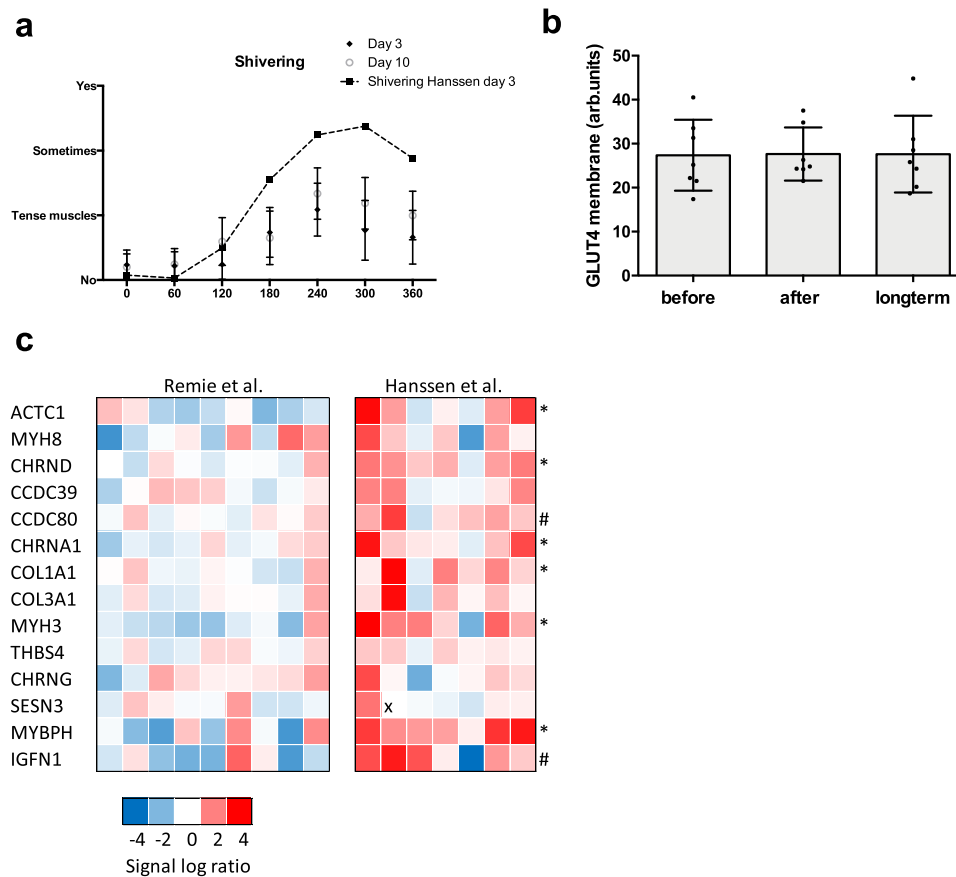 a
Shivering
Day 3
Day 10
Shivering Hanssen day 3
Yes
Sometimes
Tense muscles
No
0 60 120 180 240 300 360
b
GLUT4 membrane (arb.units)
50
40
30
20
10
0
before after longterm
c
Remie et al. Hanssen et al.
ACTC1 *
MYH8
CHRND *
CCDC39
CCDC80 #
CHRNA1 *
COL1A1 *
COL3A1
MYH3 *
THBS4
CHRNG
SESN3 x
MYBPH *
IGFN1 #
-4 -2 0 2 4
Signal log ratio